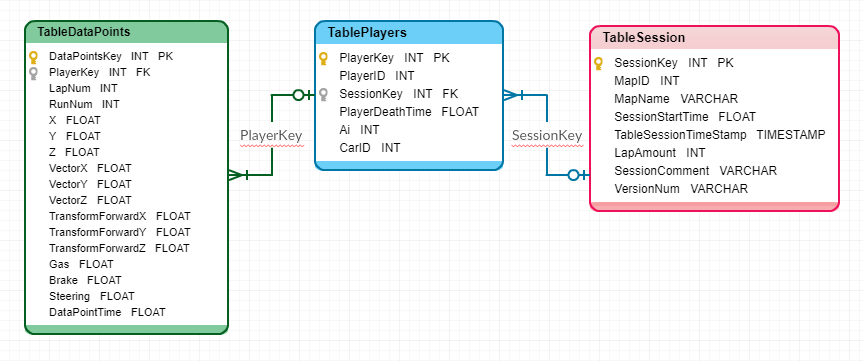 TableDataPoints
DataPointsKey INT PK
PlayerKey INT FK
LapNum INT
RunNum INT
X FLOAT
Y FLOAT
Z FLOAT
VectorX FLOAT
VectorY FLOAT
VectorZ FLOAT
TransformForwardX FLOAT
TransformForwardY FLOAT
TransformForwardZ FLOAT
Gas FLOAT
Brake FLOAT
Steering FLOAT
DataPointTime FLOAT
PlayerKey
TablePlayers
PlayerKey INT PK
PlayerID INT
SessionKey INT FK
PlayerDeathTime FLOAT
Ai INT
CarID INT
SessionKey
TableSession
SessionKey INT PK
MapID INT
MapName VARCHAR
SessionStartTime FLOAT
TableSessionTimeStamp TIMESTAMP
LapAmount INT
SessionComment VARCHAR
VersionNum VARCHAR